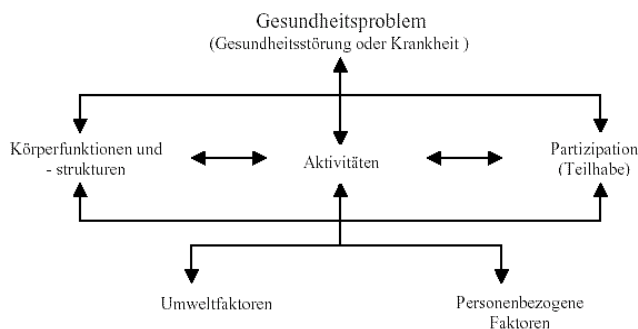 Gesundheitsproblem
(Gesundheitsstörung oder Krankheit )
Körperfunktionen und
- strukturen
Aktivitäten
Partizipation
(Teilhabe)
Umweltfaktoren
Personenbezogene
Faktoren